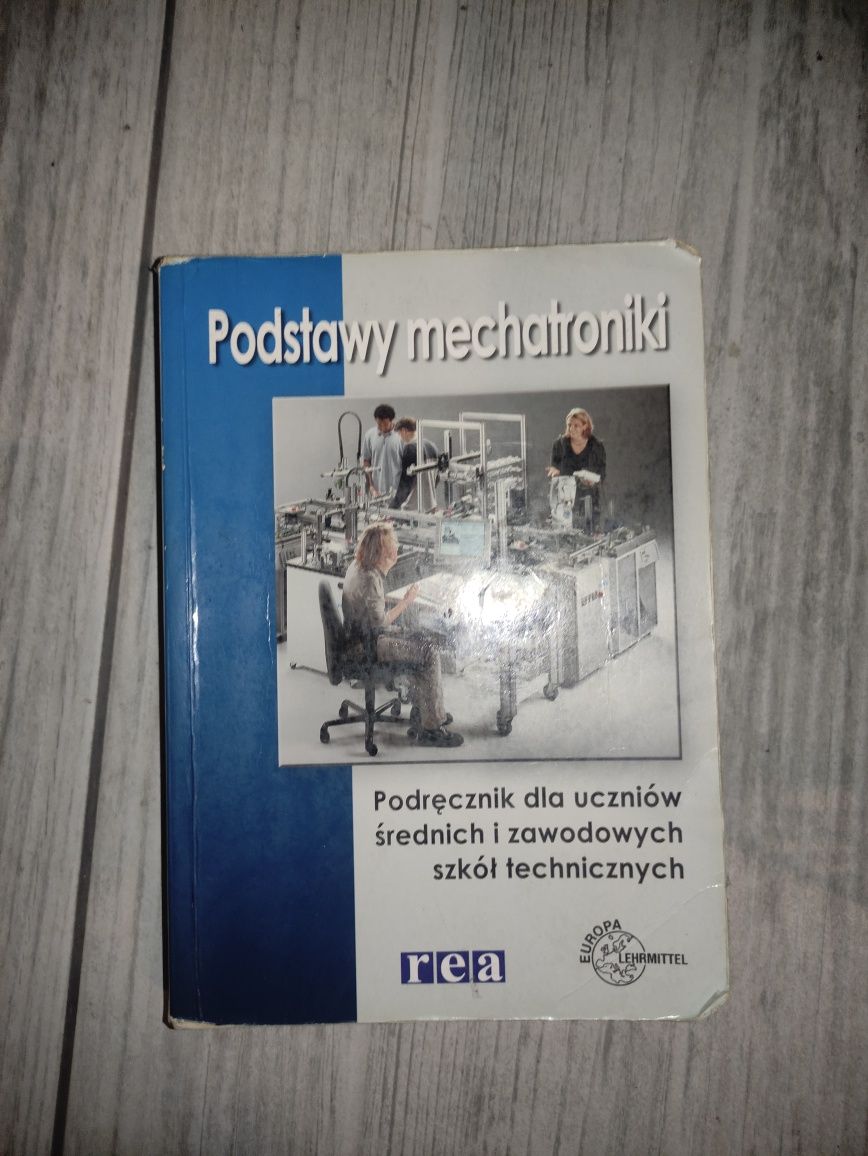 Podstawy mechatroniki
Podręcznik dla uczniów
średnich i zawodowych
szkół technicznych
rea
EUROPA
LEHRMITTEL